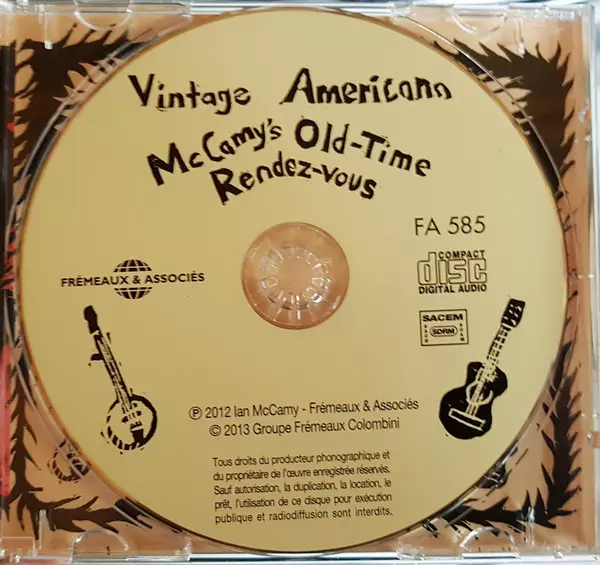 Vintage Americana
McCamy's Old-Time
Rendez-vous
FA 585
FRÉMEAUX & ASSOCIÉS
COMPACT
disc
DIGITAL AUDIO
SACEM
SDRM
℗ 2012 Ian McCamy - Frémeaux & Associés
© 2013 Groupe Frémeaux Colombini
Tous droits du producteur phonographique et
du propriétaire de l'œuvre enregistrée réservés.
Sauf autorisation, la duplication, la location, le
prêt, l'utilisation de ce disque pour exécution
publique et radiodiffusion sont interdits.